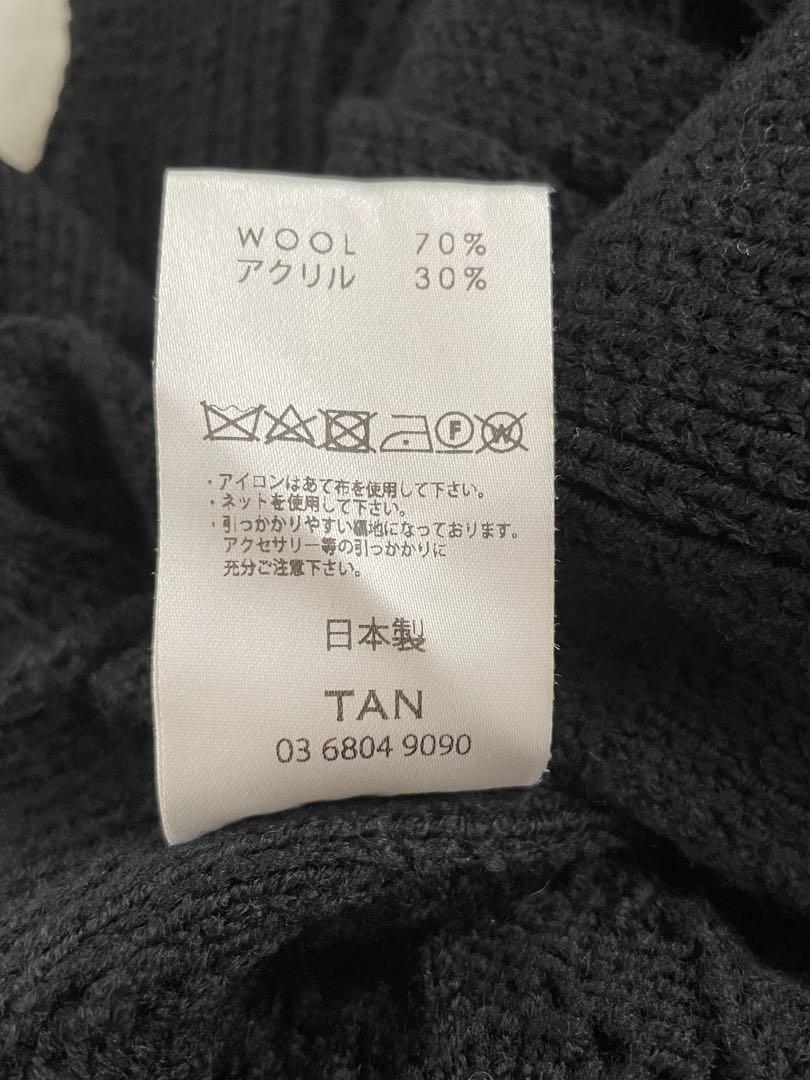 WOOL 70%
アクリル 30%
F W
・アイロンはあて布を使用して下さい。
・ネットを使用して下さい。
・引っかかりやすい編地になっております。
アクセサリー等の引っかかりに
充分ご注意下さい。
日本製
TAN
03 6804 9090